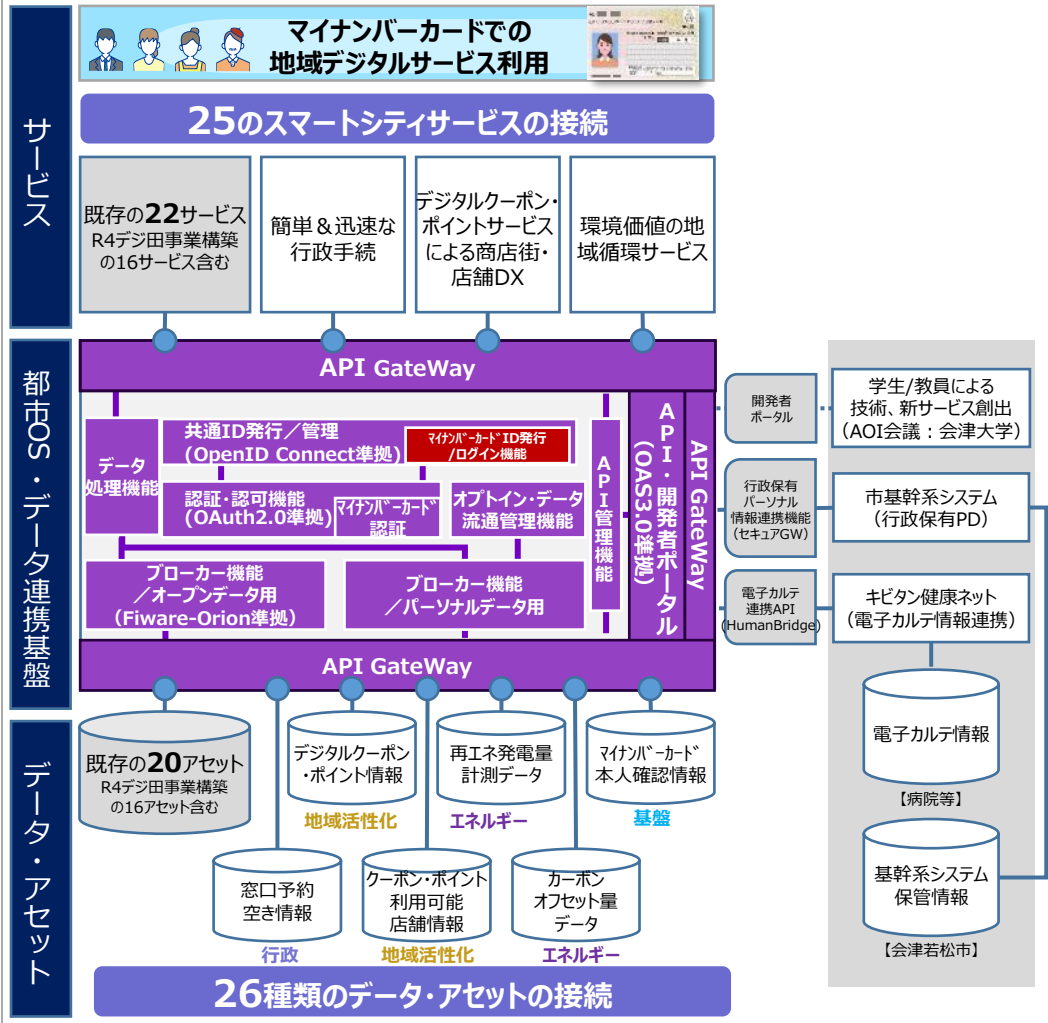 マイナンバーカードでの
地域デジタルサービス利用
25のスマートシティサービスの接続
サービス
既存の22サービス
R4デジ田事業構築
の16サービス含む
簡単＆迅速な
行政手続
デジタルクーポン・
ポイントサービス
による商店街・
店舗DX
環境価値の地
域循環サービス
都市OS・データ連携基盤
API GateWay
データ
処理機能
共通ID発行／管理
(OpenID Connect準拠)
ﾏｲﾅﾝﾊﾞｰｶｰﾄﾞID発行
/ログイン機能
認証・認可機能
(OAuth2.0準拠)
ﾏｲﾅﾝﾊﾞｰｶｰﾄﾞ
認証
オプトイン・データ
流通管理機能
ブローカー機能
／オープンデータ用
(Fiware-Orion準拠)
ブローカー機能
／パーソナルデータ用
API管理機能
API・開発者ポータル
(OAS3.0準拠)
API GateWay
API GateWay
開発者
ポータル
学生/教員による
技術、新サービス創出
(AOI会議：会津大学)
行政保有
パーソナル
情報連携機能
(セキュアGW)
市基幹系システム
(行政保有PD)
電子カルテ
連携API
(HumanBridge)
キビタン健康ネット
(電子カルテ情報連携)
電子カルテ情報
【病院等】
基幹系システム
保管情報
【会津若松市】
データ・アセット
既存の20アセット
R4デジ田事業構築
の16アセット含む
デジタルクーポン
・ポイント情報
地域活性化
再エネ発電量
計測データ
エネルギー
ﾏｲﾅﾝﾊﾞｰｶｰﾄﾞ
本人確認情報
基盤
窓口予約
空き情報
行政
クーポン・ポイント
利用可能
店舗情報
地域活性化
カーボン
オフセット量
データ
エネルギー
26種類のデータ・アセットの接続